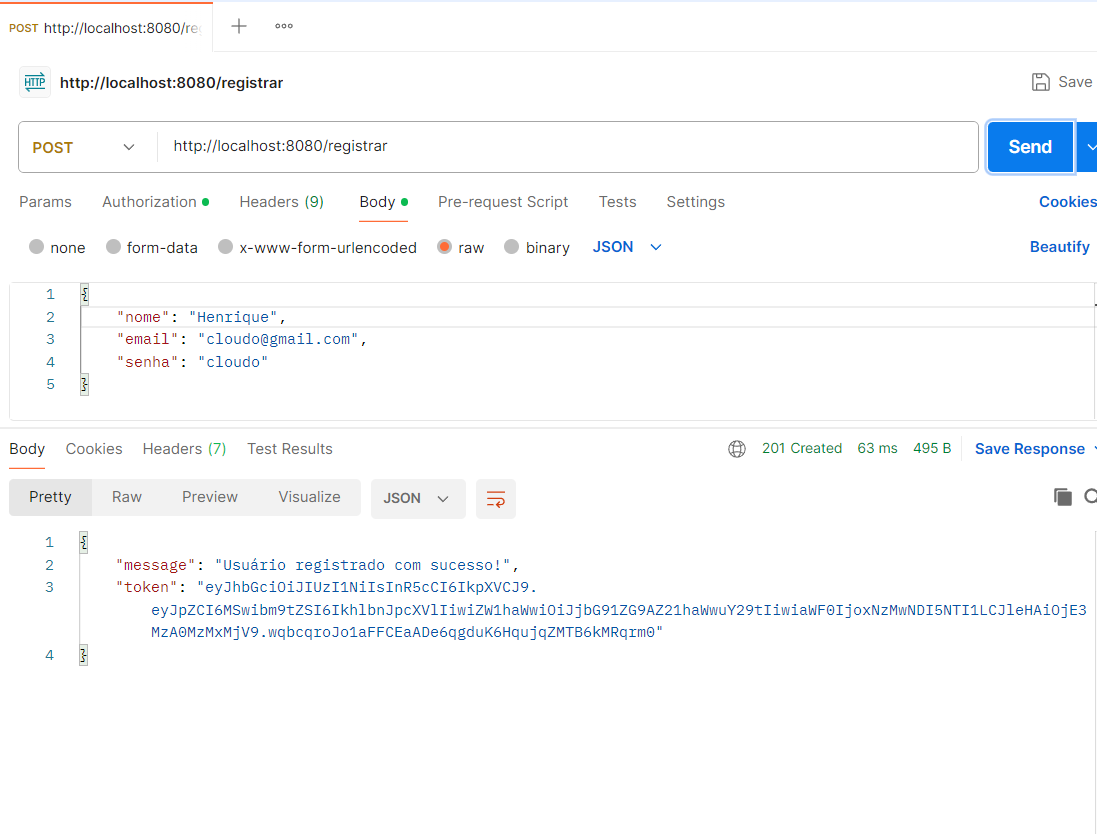 POST http://localhost:8080/re
http://localhost:8080/registrar
Save
POST http://localhost:8080/registrar Send
Params Authorization Headers (9) Body Pre-request Script Tests Settings Cookies
none form-data x-www-form-urlencoded raw binary JSON Beautify
1 {
2 "nome": "Henrique",
3 "email": "cloudo@gmail.com",
4 "senha": "cloudo"
5 }
Body Cookies Headers (7) Test Results 201 Created 63 ms 495 B Save Response
Pretty Raw Preview Visualize JSON
1 {
2 "message": "Usuário registrado com sucesso!",
3 "token": "eyJhbGciOiJIUzI1NiIsInR5cCI6IkpXVCJ9.
eyJpZCI6MSwibm9tZSI6IkhlbnJpcXVlIiwiZW1haWwiOiJjbG91ZG9AZ21haWwuY29tIiwiaWF0IjoxNzMwNDI5NTI1LCJleHAiOjE3
MzA0MzMxMjV9.wqbcqroJo1aFFCEaADe6qgduK6HqujqZMTB6kMRqrm0"
4 }